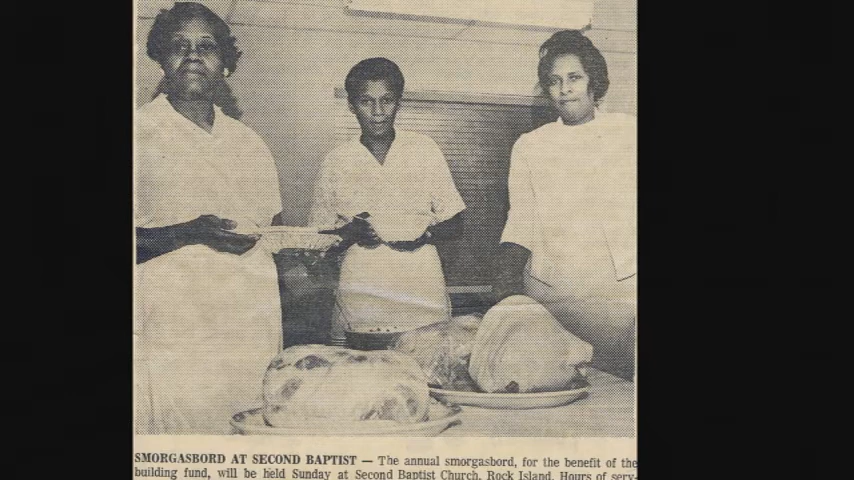 SMORGASBORD AT SECOND BAPTIST — The annual smorgasbord, for the benefit of the
building fund, will be held Sunday at Second Baptist Church, Rock Island. Hours of serv-